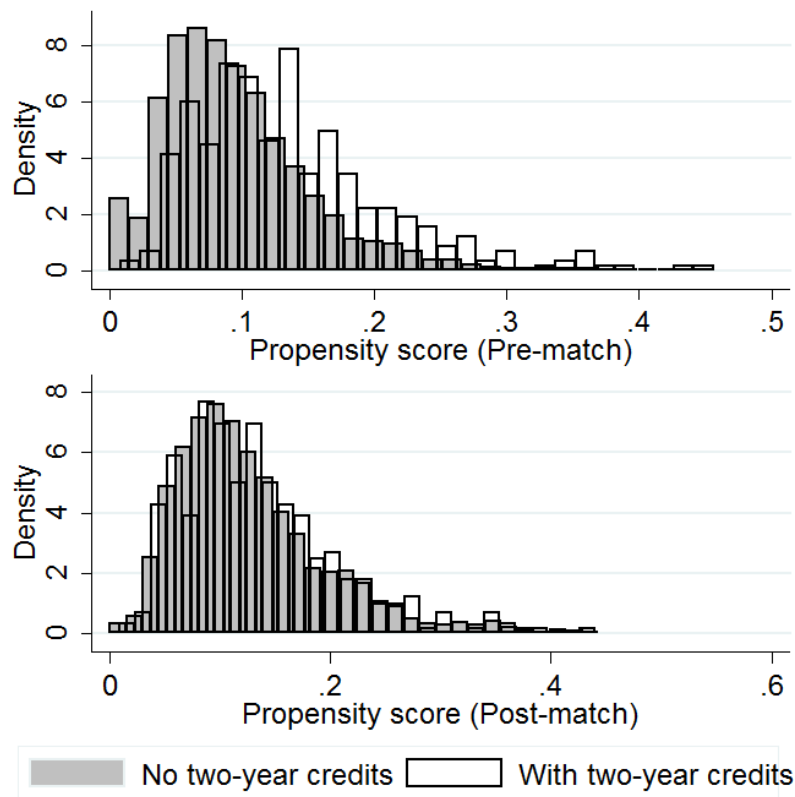 Density
8
6
4
2
0
0 .1 .2 .3 .4 .5
Propensity score (Pre-match)
Density
8
6
4
2
0
0 .2 .4 .6
Propensity score (Post-match)
No two-year credits With two-year credits